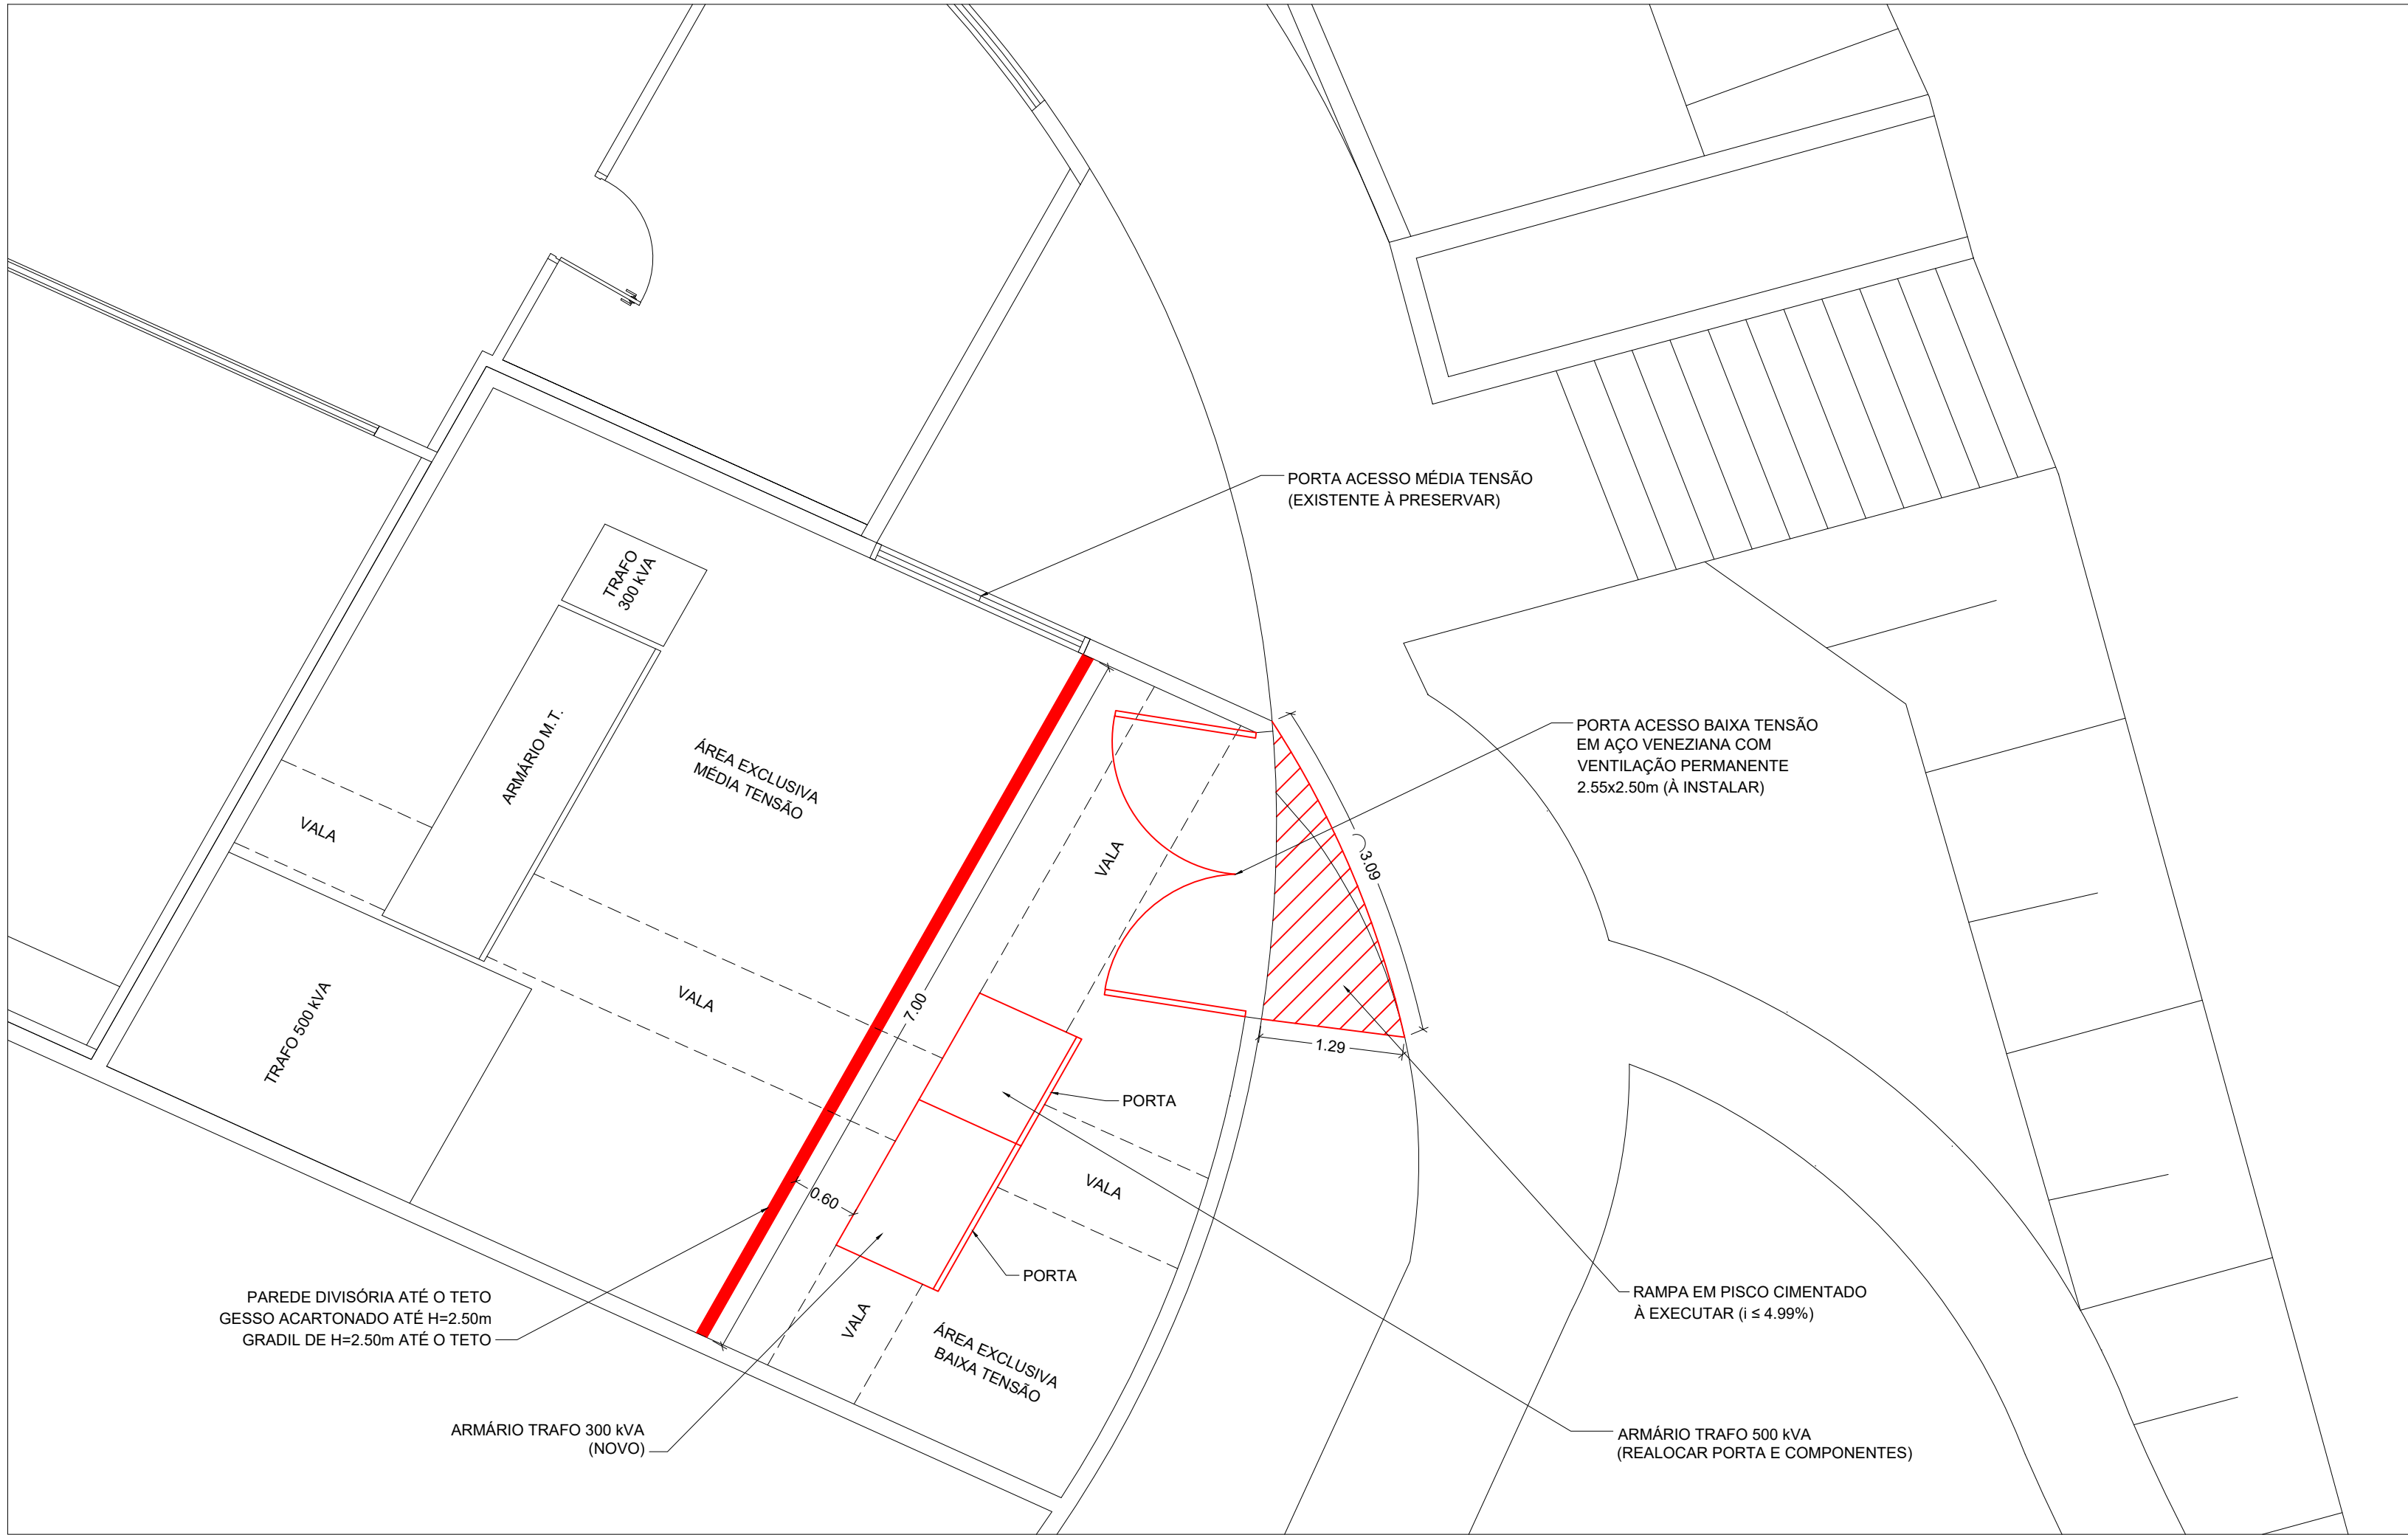 PORTA ACESSO MÉDIA TENSÃO
(EXISTENTE À PRESERVAR)
TRAFO
300 kVA
ARMÁRIO M.T.
ÁREA EXCLUSIVA
MÉDIA TENSÃO
PORTA ACESSO BAIXA TENSÃO
EM AÇO VENEZIANA COM
VENTILAÇÃO PERMANENTE
2.55x2.50m (À INSTALAR)
VALA
VALA
3.09
VALA
7.00
TRAFO 500 kVA
1.29
PORTA
VALA
0.60
PORTA
PAREDE DIVISÓRIA ATÉ O TETO
GESSO ACARTONADO ATÉ H=2.50m
GRADIL DE H=2.50m ATÉ O TETO
VALA
ÁREA EXCLUSIVA
BAIXA TENSÃO
RAMPA EM PISCO CIMENTADO
À EXECUTAR (i ≤ 4.99%)
ARMÁRIO TRAFO 300 kVA
(NOVO)
ARMÁRIO TRAFO 500 kVA
(REALOCAR PORTA E COMPONENTES)